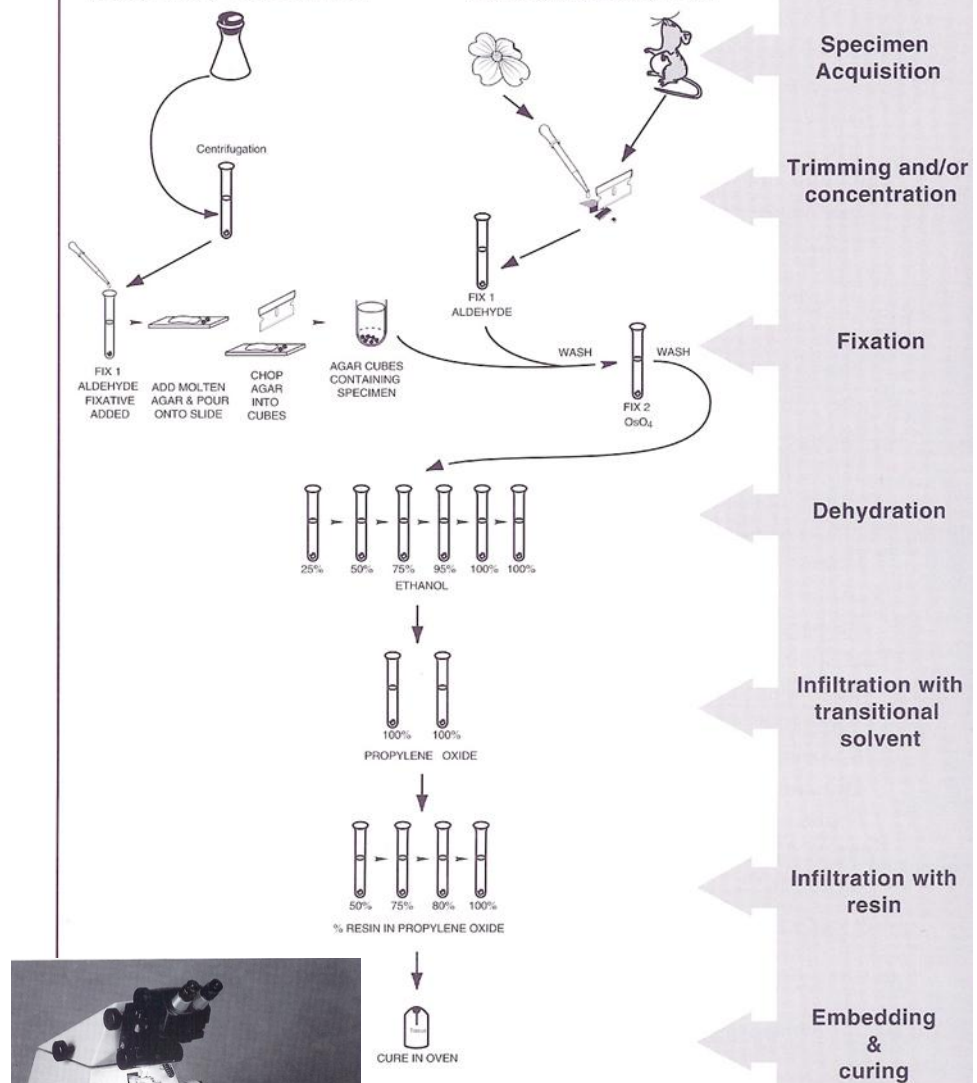 Specimen
Acquisition
Centrifugation
Trimming and/or
concentration
FIX 1
ALDEHYDE
FIXATIVE
ADDED
ADD MOLTEN
AGAR & POUR
ONTO SLIDE
CHOP
AGAR
INTO
CUBES
AGAR CUBES
CONTAINING
SPECIMEN
FIX 1
ALDEHYDE
WASH
WASH
FIX 2
OsO₄
Fixation
25% 50% 75% 95% 100% 100%
ETHANOL
Dehydration
100% 100%
PROPYLENE OXIDE
Infiltration with
transitional
solvent
50% 75% 80% 100%
% RESIN IN PROPYLENE OXIDE
Infiltration with
resin
CURE IN OVEN
Embedding
&
curing